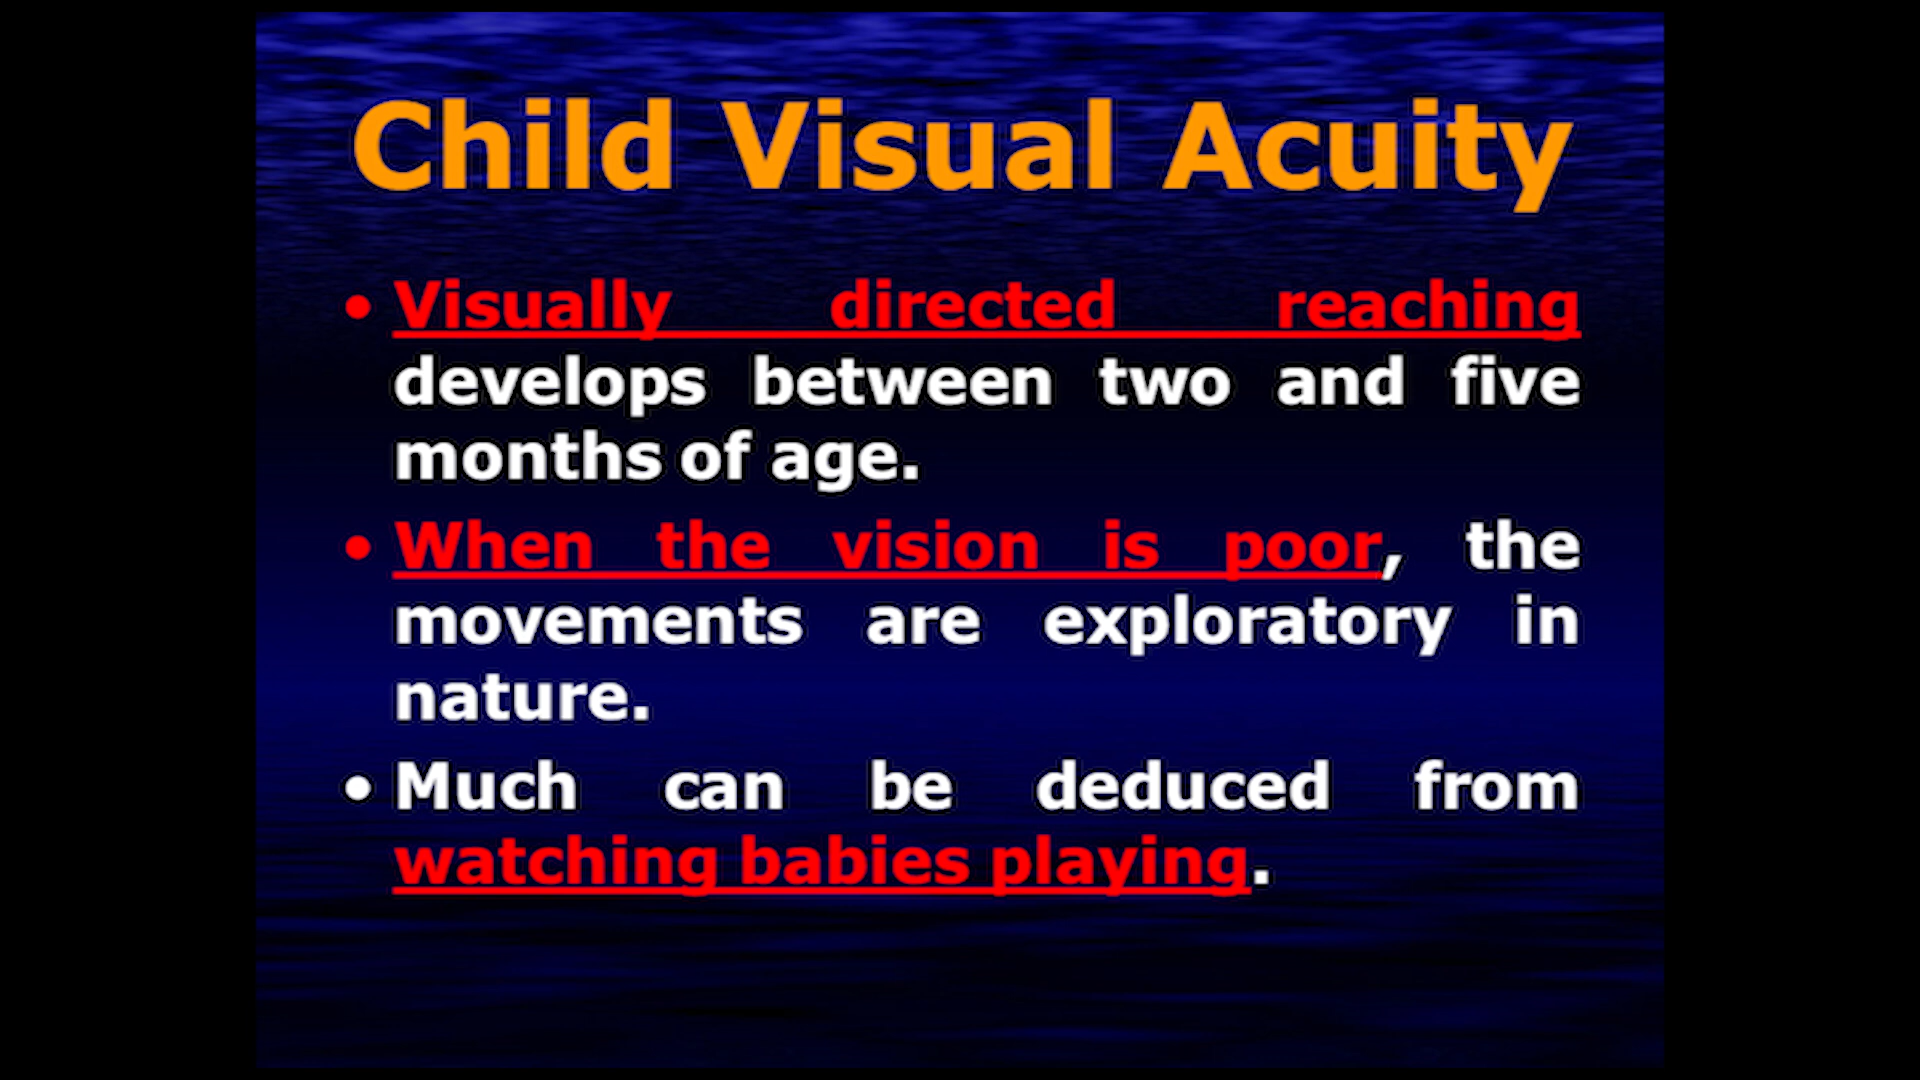 Child Visual Acuity
• Visually directed reaching
develops between two and five
months of age.
• When the vision is poor, the
movements are exploratory in
nature.
• Much can be deduced from
watching babies playing.